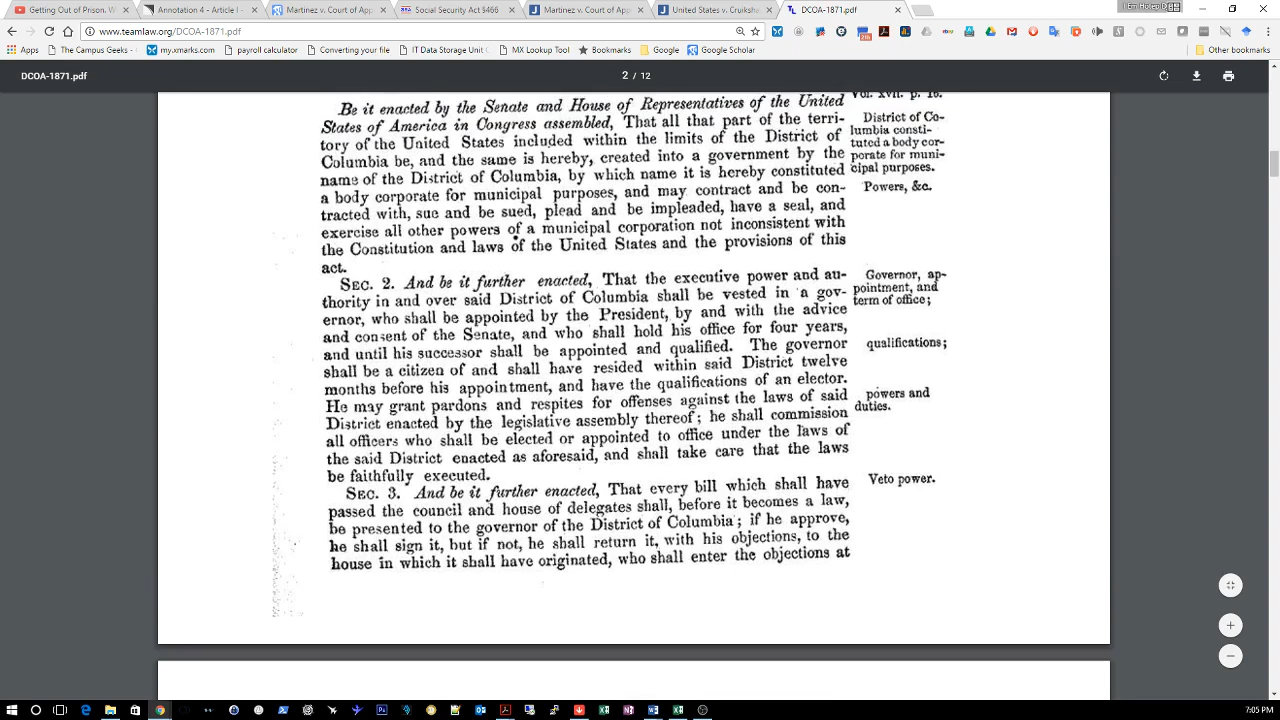 Getting Out of Prison. W
Annotation 4 - Article I -
Martinez v. Court of App
Social Security Act §466
Martinez v. Court of App
United States v. Cruiksha
DCOA-1871.pdf
www.teamlaw.org/DCOA-1871.pdf
Apps
The Campus Geeks
my.xmarks.com
payroll calculator
Converting your file
IT Data Storage Unit
MX Lookup Tool
Bookmarks
Google
Google Scholar
Other bookmarks
DCOA-1871.pdf
2 / 12
Be it enacted by the Senate and House of Representatives of the United
States of America in Congress assembled, That all that part of the terri-
tory of the United States included within the limits of the District of
Columbia be, and the same is hereby, created into a government by the
name of the District of Columbia, by which name it is hereby constituted
a body corporate for municipal purposes, and may contract and be con-
tracted with, sue and be sued, plead and be impleaded, have a seal, and
exercise all other powers of a municipal corporation not inconsistent with
the Constitution and laws of the United States and the provisions of this
act.
Vol. xvii. p. 16.
District of Co-
lumbia consti-
tuted a body cor-
porate for muni-
cipal purposes.
Powers, &c.
SEC. 2. And be it further enacted, That the executive power and au-
thority in and over said District of Columbia shall be vested in a gov-
ernor, who shall be appointed by the President, by and with the advice
and consent of the Senate, and who shall hold his office for four years,
and until his successor shall be appointed and qualified. The governor
shall be a citizen of and shall have resided within said District twelve
months before his appointment, and have the qualifications of an elector.
He may grant pardons and respites for offenses against the laws of said
District enacted by the legislative assembly thereof; he shall commission
all officers who shall be elected or appointed to office under the laws of
the said District enacted as aforesaid, and shall take care that the laws
be faithfully executed.
Governor, ap-
pointment, and
term of office;
qualifications;
powers and
duties.
SEC. 3. And be it further enacted, That every bill which shall have
passed the council and house of delegates shall, before it becomes a law,
be presented to the governor of the District of Columbia; if he approve,
he shall sign it, but if not, he shall return it, with his objections, to the
house in which it shall have originated, who shall enter the objections at
Veto power.
7:05 PM